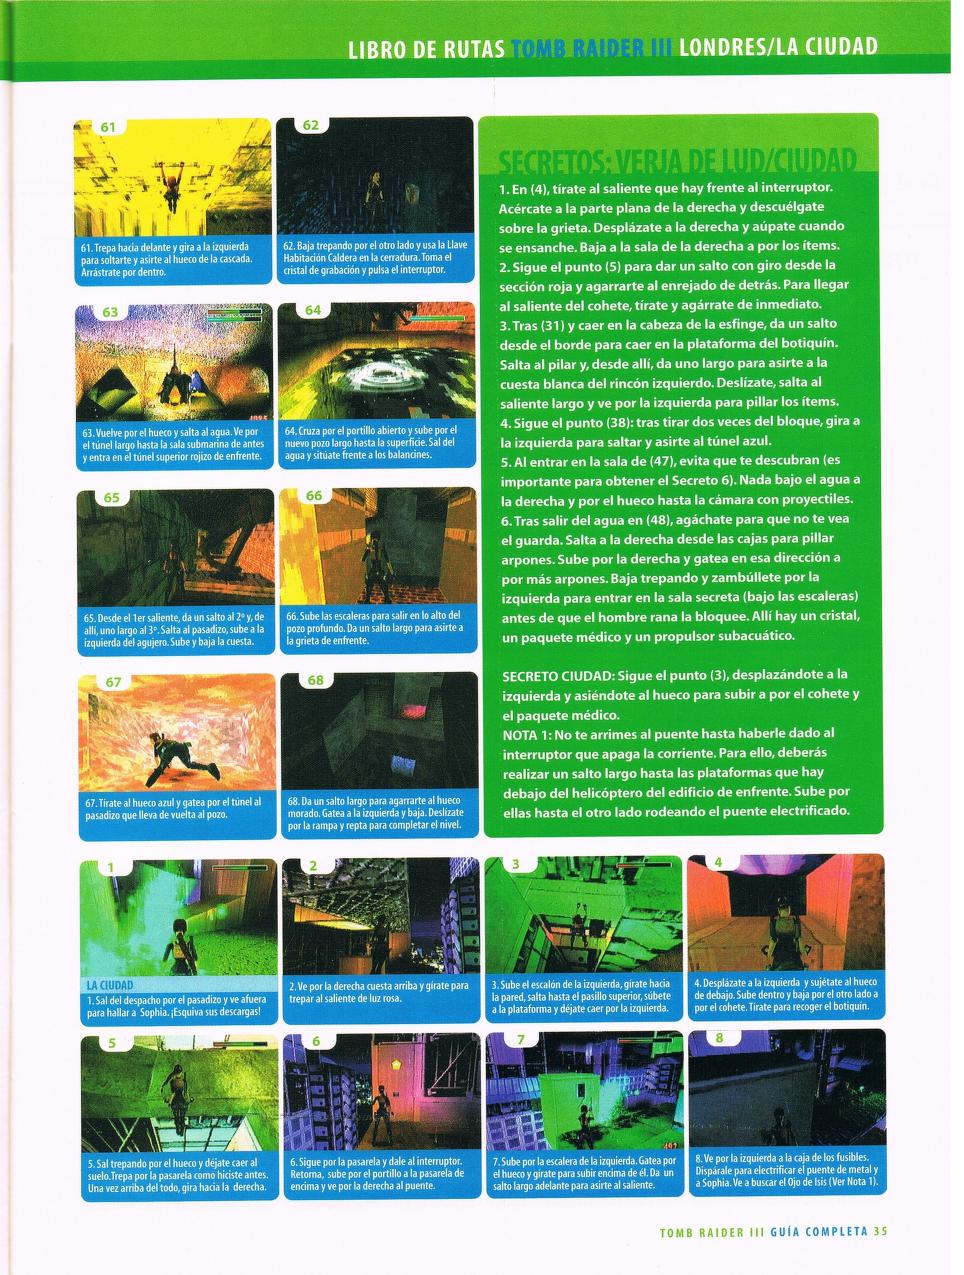 LIBRO DE RUTAS TOMB RAIDER III LONDRES/LA CIUDAD
61
61. Trepa hacia delante y gira a la izquierda
para soltarte y asirte al hueco de la cascada.
Arrástrate por dentro.
62
62. Baja trepando por el otro lado y usa la Llave
Habitación Caldera en la cerradura. Toma el
cristal de grabación y pulsa el interruptor.
63
63. Vuelve por el hueco y salta al agua. Ve por
el túnel largo hasta la sala submarina de antes
y entra en el túnel superior rojizo de enfrente.
64
64. Cruza por el portillo abierto y sube por el
nuevo pozo largo hasta la superficie. Sal del
agua y sitúate frente a los balancines.
65
65. Desde el 1er saliente, da un salto al 2º y, de
allí, uno largo al 3º. Salta al pasadizo, sube a la
izquierda del agujero. Sube y baja la cuesta.
66
66. Sube las escaleras para salir en lo alto del
pozo profundo. Da un salto largo para asirte a
la grieta de enfrente.
67
67. Tírate al hueco azul y gatea por el túnel al
pasadizo que lleva de vuelta al pozo.
68
68. Da un salto largo para agarrarte al hueco
morado. Gatea a la izquierda y baja. Deslízate
por la rampa y repta para completar el nivel.
SECRETOS: VERJA DE LUD/CIUDAD
1. En (4), tírate al saliente que hay frente al interruptor.
Acércate a la parte plana de la derecha y descuélgate
sobre la grieta. Desplázate a la derecha y aúpate cuando
se ensanche. Baja a la sala de la derecha a por los ítems.
2. Sigue el punto (5) para dar un salto con giro desde la
sección roja y agarrarte al enrejado de detrás. Para llegar
al saliente del cohete, tírate y agárrate de inmediato.
3. Tras (31) y caer en la cabeza de la esfinge, da un salto
desde el borde para caer en la plataforma del botiquín.
Salta al pilar y, desde allí, da uno largo para asirte a la
cuesta blanca del rincón izquierdo. Deslízate, salta al
saliente largo y ve por la izquierda para pillar los ítems.
4. Sigue el punto (38): tras tirar dos veces del bloque, gira a
la izquierda para saltar y asirte al túnel azul.
5. Al entrar en la sala de (47), evita que te descubran (es
importante para obtener el Secreto 6). Nada bajo el agua a
la derecha y por el hueco hasta la cámara con proyectiles.
6. Tras salir del agua en (48), agáchate para que no te vea
el guarda. Salta a la derecha desde las cajas para pillar
arpones. Sube por la derecha y gatea en esa dirección a
por más arpones. Baja trepando y zambúllete por la
izquierda para entrar en la sala secreta (bajo las escaleras)
antes de que el hombre rana la bloquee. Allí hay un cristal,
un paquete médico y un propulsor subacuático.
SECRETO CIUDAD: Sigue el punto (3), desplazándote a la
izquierda y asiéndote al hueco para subir a por el cohete y
el paquete médico.
NOTA 1: No te arrimes al puente hasta haberle dado al
interruptor que apaga la corriente. Para ello, deberás
realizar un salto largo hasta las plataformas que hay
debajo del helicóptero del edificio de enfrente. Sube por
ellas hasta el otro lado rodeando el puente electrificado.
1
LA CIUDAD
1. Sal del despacho por el pasadizo y ve afuera
para hallar a Sophia. ¡Esquiva sus descargas!
2
2. Ve por la derecha cuesta arriba y gírate para
trepar al saliente de luz rosa.
3
3. Sube el escalón de la izquierda, gírate hacia
la pared, salta hasta el pasillo superior, súbete
a la plataforma y déjate caer por la izquierda.
4
4. Desplázate a la izquierda y sujétate al hueco
de debajo. Sube dentro y baja por el otro lado a
por el cohete. Tírate para recoger el botiquín.
5
5. Sal trepando por el hueco y déjate caer al
suelo.Trepa por la pasarela como hiciste antes.
Una vez arriba del todo, gira hacia la derecha.
6
6. Sigue por la pasarela y dale al interruptor.
Retorna, sube por el portillo a la pasarela de
encima y ve por la derecha al puente.
7
7. Sube por la escalera de la izquierda. Gatea por
el hueco y gírate para subir encima de él. Da un
salto largo adelante para asirte al saliente.
8
8. Ve por la izquierda a la caja de los fusibles.
Dispárale para electrificar el puente de metal y
a Sophia. Ve a buscar el Ojo de Isis (Ver Nota 1).
TOMB RAIDER III GUÍA COMPLETA 35